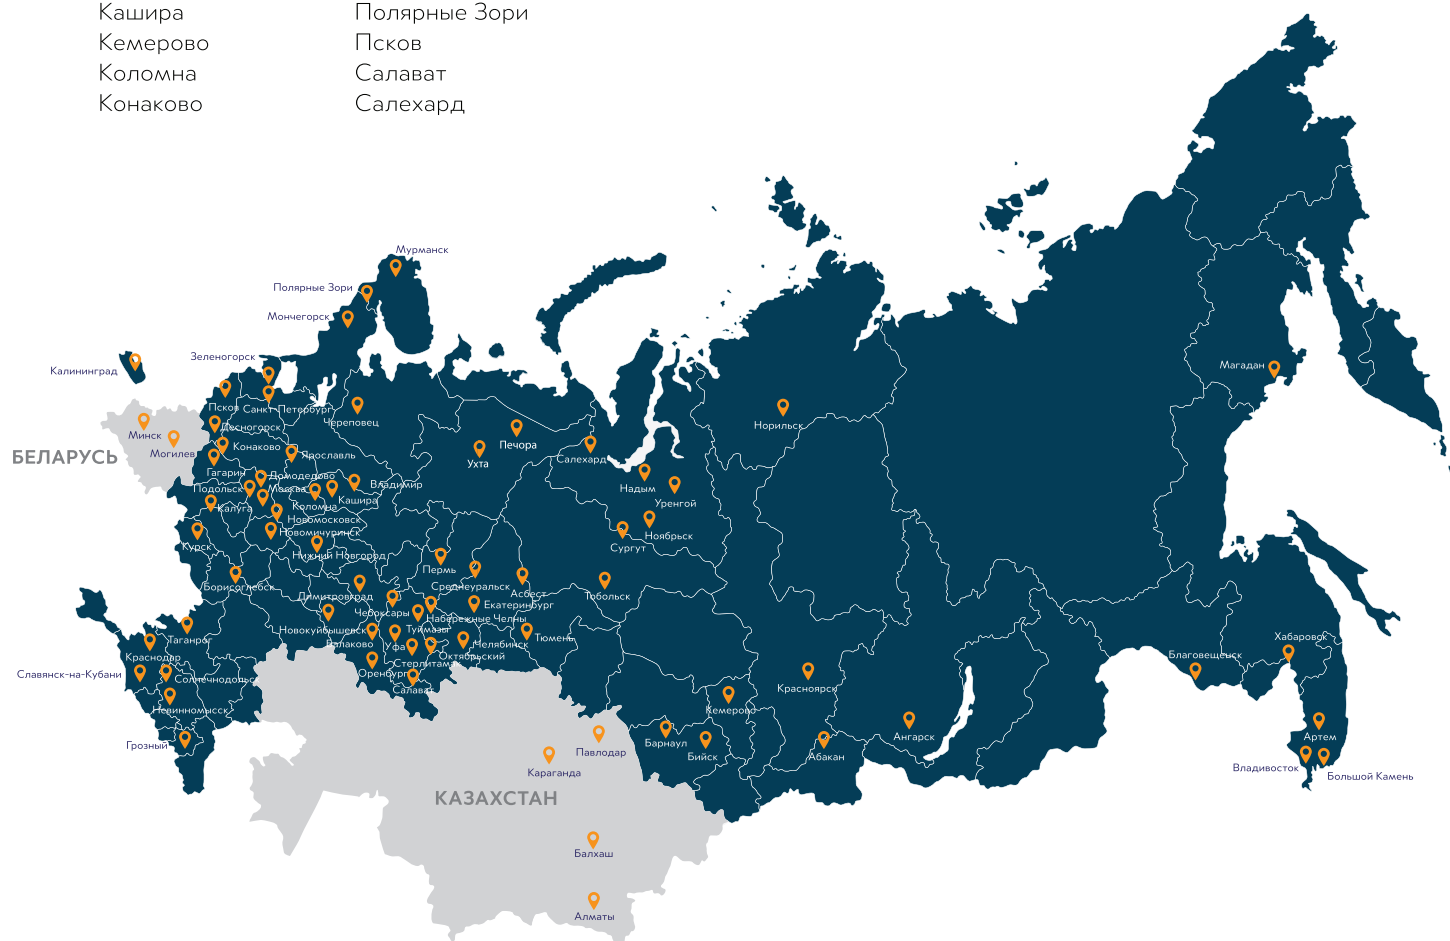 Кашира
Кемерово
Коломна
Конаково
Полярные Зори
Псков
Салават
Салехард
Мурманск
Полярные Зори
Мончегорск
Зеленогорск
Калининград
Магадан
Псков
Санкт-Петербург
Череповец
Норильск
Минск
Десногорск
Могилев
Конаково
Ярославль
Печора
БЕЛАРУСЬ
Ухта
Салехард
Гагарин
Домодедово
Подольск
Москва
Владимир
Надым
Уренгой
Коломна
Кашира
Калуга
Новомосковск
Новомичуринск
Ноябрьск
Курск
Нижний Новгород
Сургут
Пермь
Борисоглебск
Среднеуральск
Асбест
Димитровград
Тобольск
Чебоксары
Екатеринбург
Набережные Челны
Новокуйбышевск
Туймазы
Таганрог
Балаково
Уфа
Челябинск
Тюмень
Хабаровск
Краснодар
Октябрьский
Стерлитамак
Благовещенск
Славянск-на-Кубани
Солнечнодольск
Оренбург
Салават
Красноярск
Невинномысск
Кемерово
Грозный
Ангарск
Артем
Павлодар
Барнаул
Бийск
Абакан
Караганда
Владивосток
Большой Камень
КАЗАХСТАН
Балхаш
Алматы